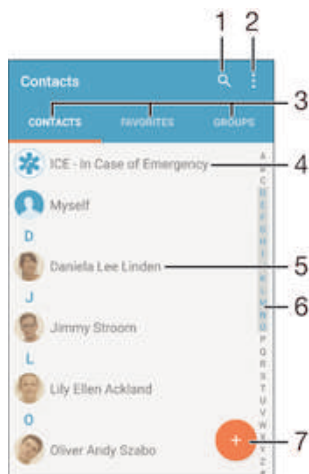 1 2
Contacts
3
CONTACTS FAVORITES GROUPS
ICE - In Case of Emergency 4
Myself
D
Daniela Lee Linden 5
J
6
Jimmy Stroom
L
Lily Ellen Ackland
O
Oliver Andy Szabo
+ 7
A
B
C
D
E
F
G
H
I
J
K
L
M
N
O
P
Q
R
S
T
U
V
W
X
Y
Z